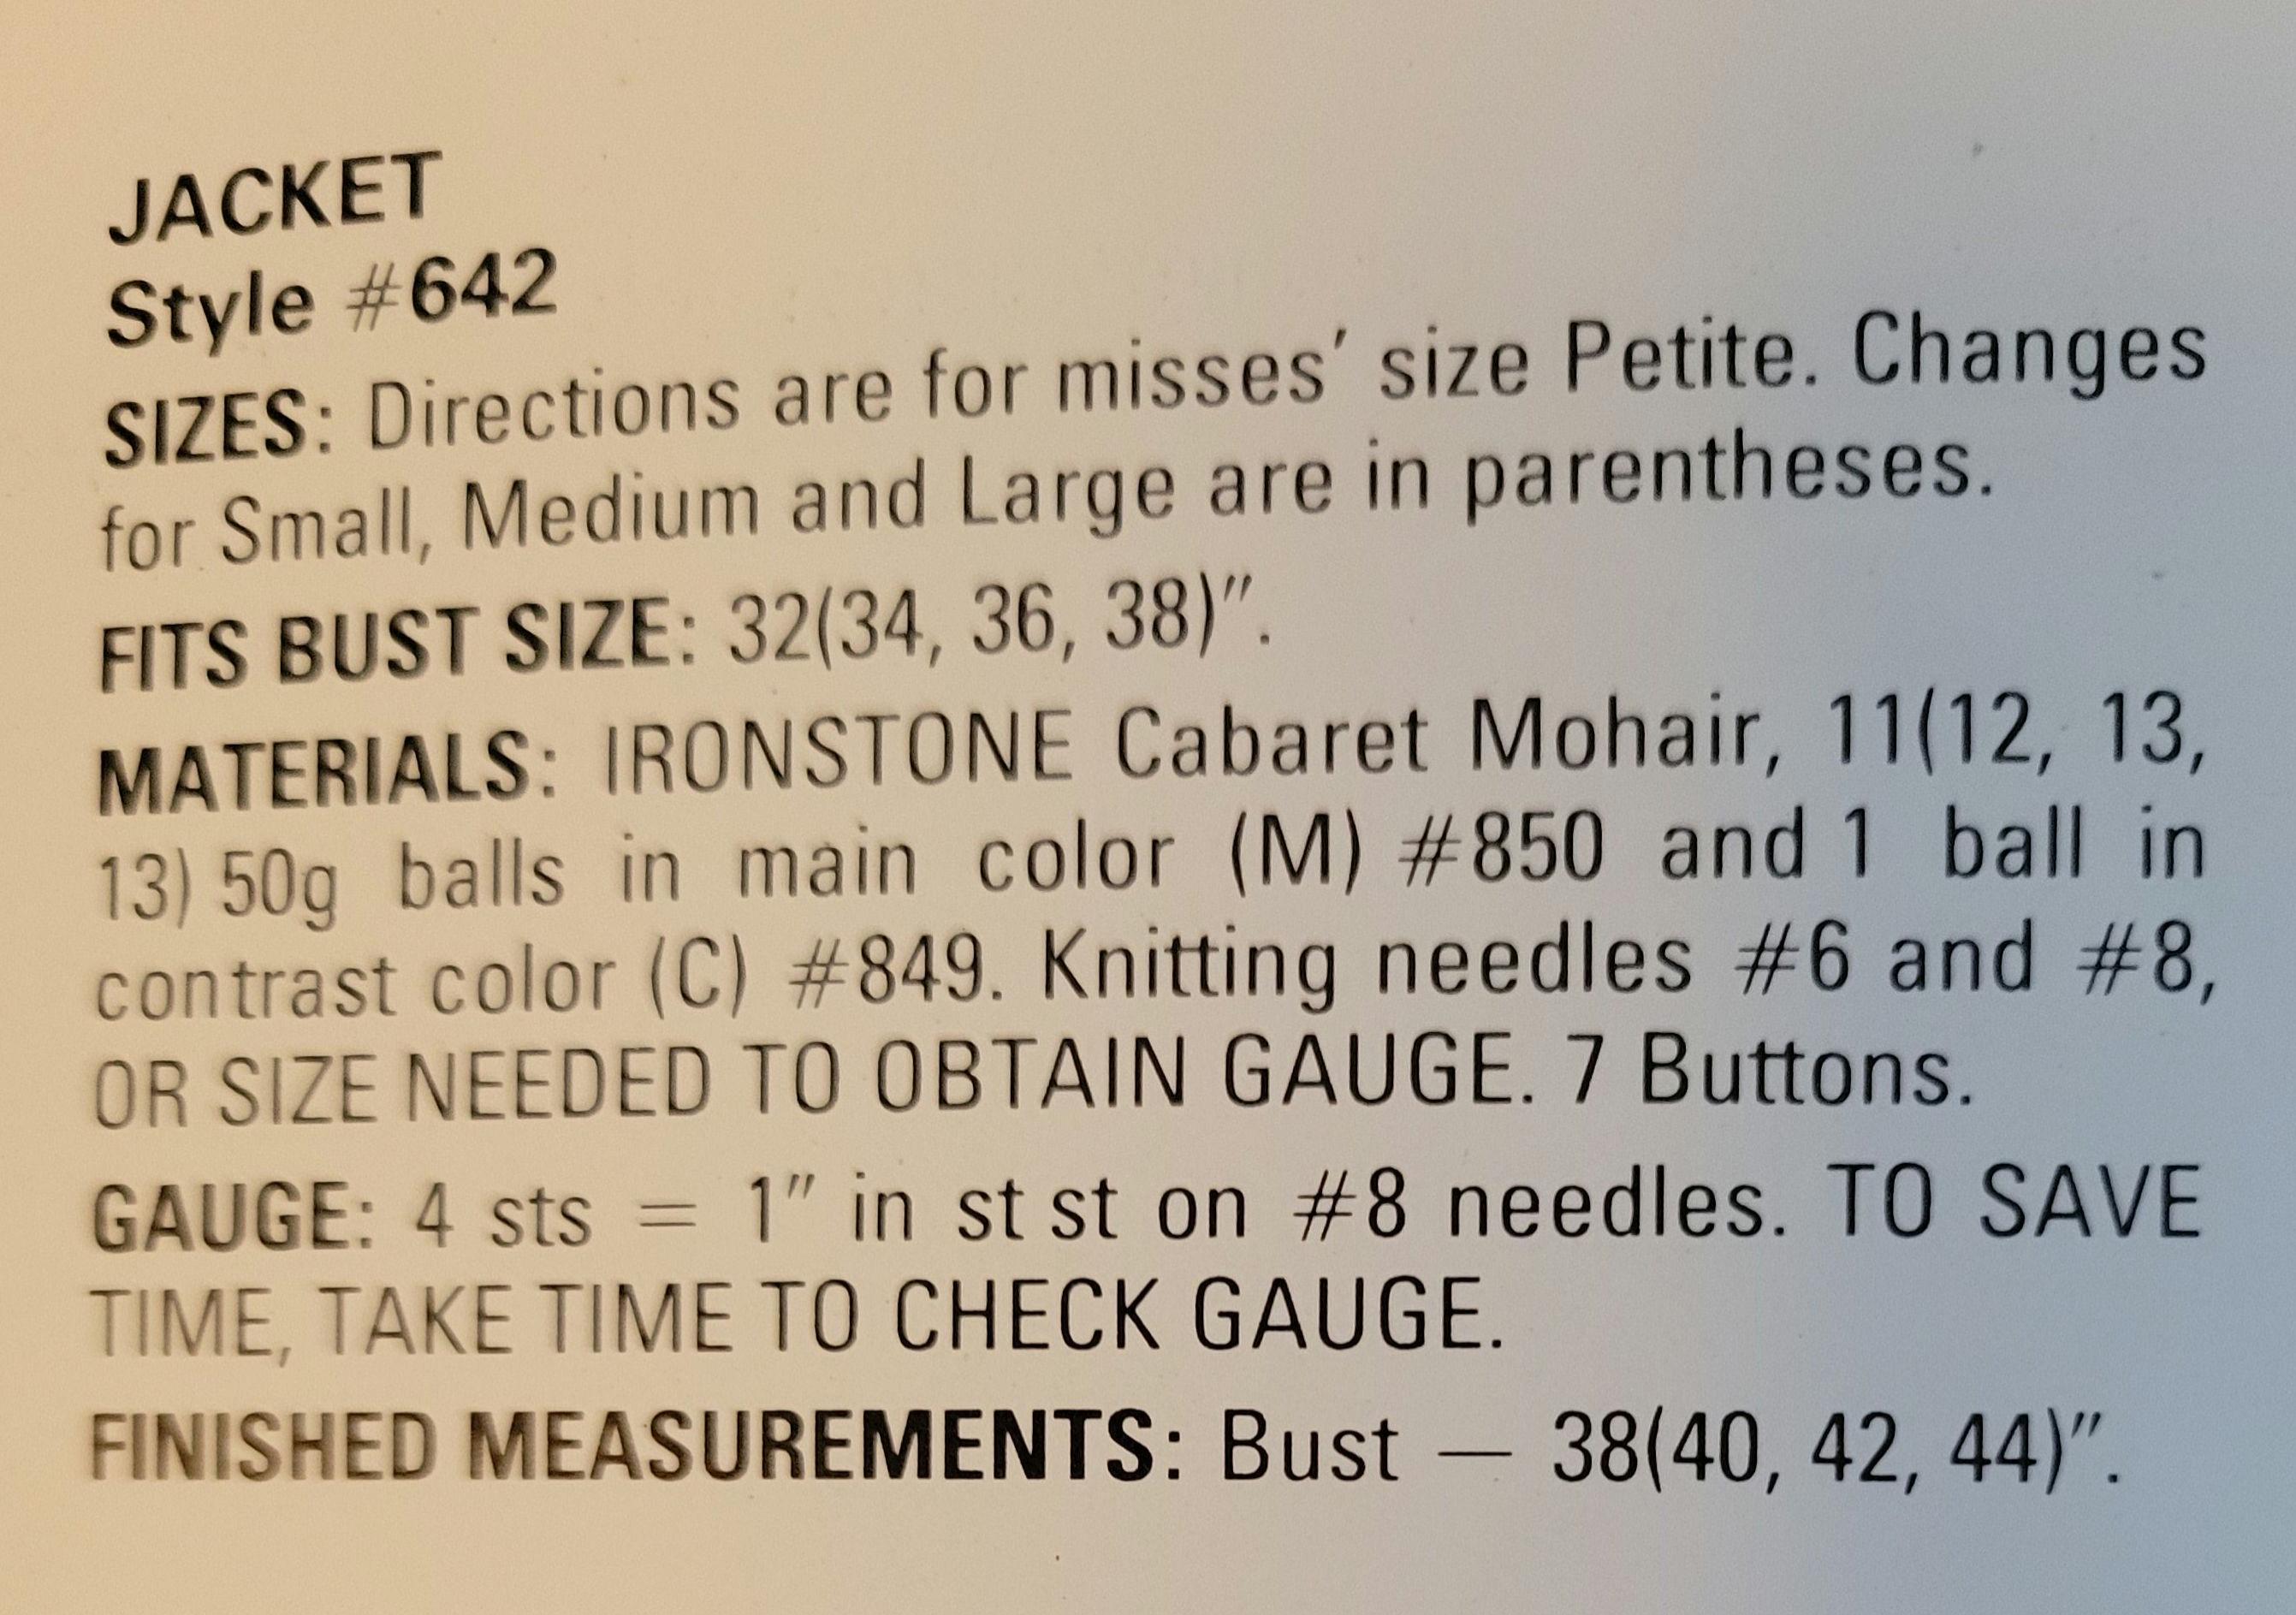 JACKET
Style #642
SIZES: Directions are for misses′ size Petite. Changes
for Small, Medium and Large are in parentheses.
FITS BUST SIZE: 32(34, 36, 38)″.
MATERIALS: IRONSTONE Cabaret Mohair, 11(12, 13,
13) 50g balls in main color (M) #850 and 1 ball in
contrast color (C) #849. Knitting needles #6 and #8,
OR SIZE NEEDED TO OBTAIN GAUGE. 7 Buttons.
GAUGE: 4 sts = 1″ in st st on #8 needles. TO SAVE
TIME, TAKE TIME TO CHECK GAUGE.
FINISHED MEASUREMENTS: Bust — 38(40, 42, 44)″.